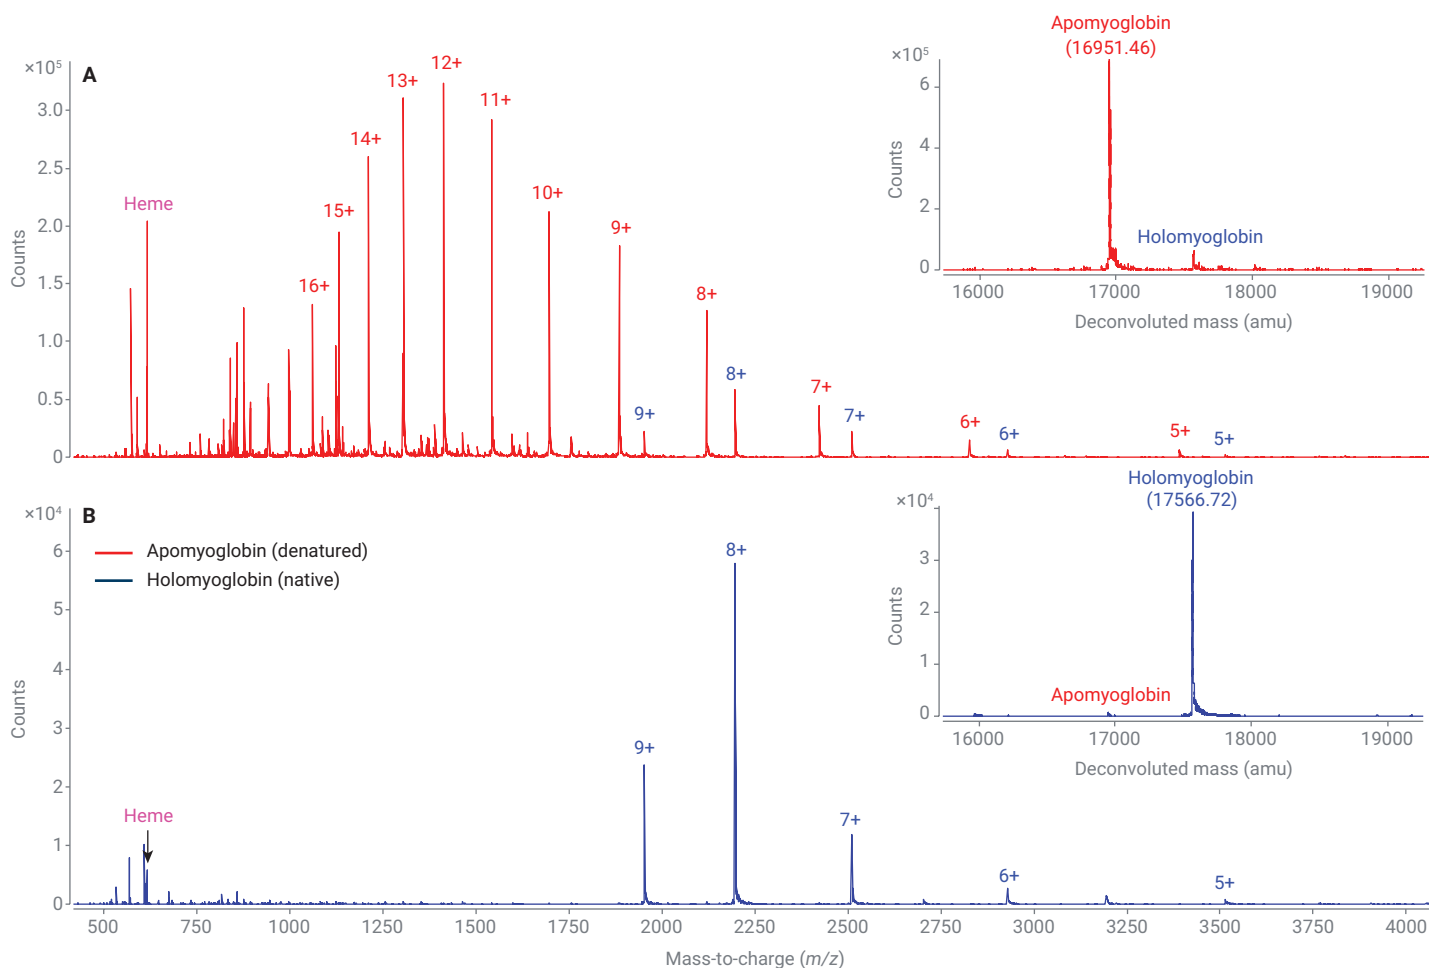 A
×10⁵
3.0
2.5
2.0
1.5
1.0
0.5
0
Counts
Heme
16+
15+
14+
13+
12+
11+
10+
9+
8+
7+
6+
5+
9+
8+
7+
6+
5+
Apomyoglobin
(16951.46)
×10⁵
6
4
2
0
Counts
Holomyoglobin
16000 17000 18000 19000
Deconvoluted mass (amu)
B
×10⁴
6
5
4
3
2
1
0
Counts
Apomyoglobin (denatured)
Holomyoglobin (native)
Heme
9+
8+
7+
6+
5+
Holomyoglobin
(17566.72)
×10⁴
3
2
1
0
Counts
Apomyoglobin
16000 17000 18000 19000
Deconvoluted mass (amu)
500 750 1000 1250 1500 1750 2000 2250 2500 2750 3000 3250 3500 3750 4000
Mass-to-charge (m/z)